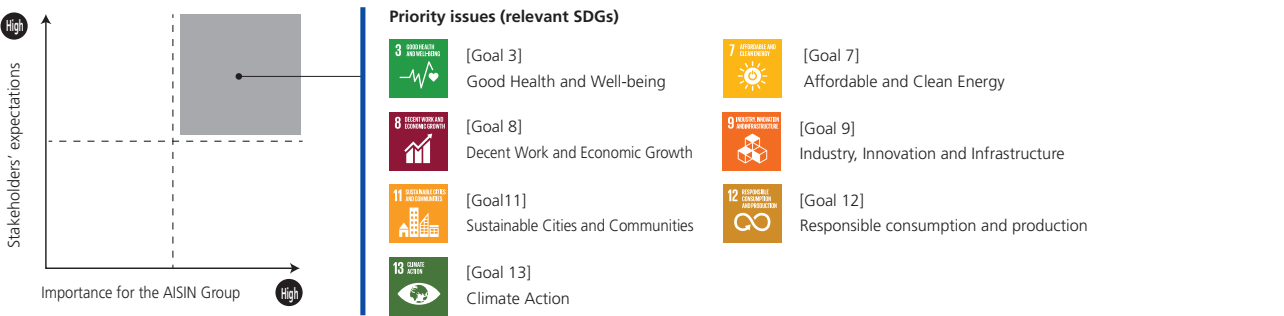 High
Stakeholders' expectations
Importance for the AISIN Group
High
Priority issues (relevant SDGs)
3 GOOD HEALTH
AND WELL-BEING
[Goal 3]
Good Health and Well-being
7 AFFORDABLE AND
CLEAN ENERGY
[Goal 7]
Affordable and Clean Energy
8 DECENT WORK AND
ECONOMIC GROWTH
[Goal 8]
Decent Work and Economic Growth
9 INDUSTRY, INNOVATION
AND INFRASTRUCTURE
[Goal 9]
Industry, Innovation and Infrastructure
11 SUSTAINABLE CITIES
AND COMMUNITIES
[Goal11]
Sustainable Cities and Communities
12 RESPONSIBLE
CONSUMPTION
AND PRODUCTION
[Goal 12]
Responsible consumption and production
13 CLIMATE
ACTION
[Goal 13]
Climate Action